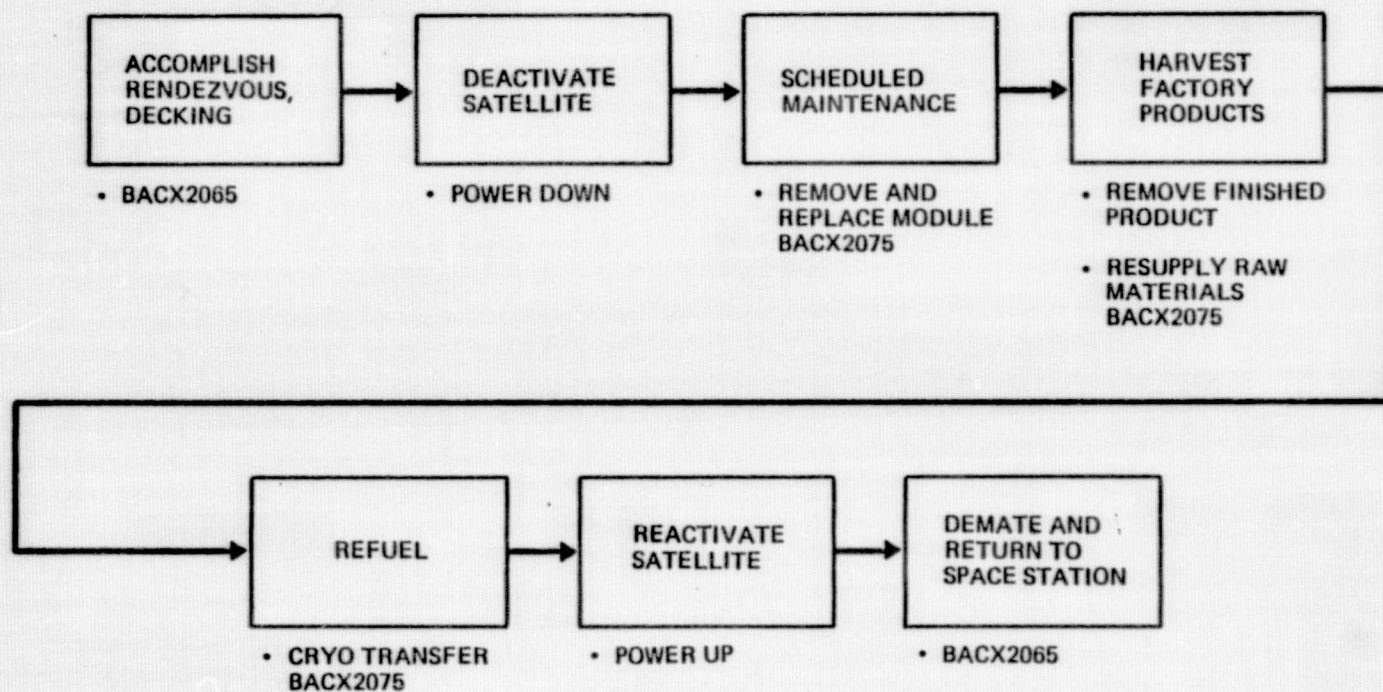 ACCOMPLISH
RENDEZVOUS,
DECKING
• BACX2065
DEACTIVATE
SATELLITE
• POWER DOWN
SCHEDULED
MAINTENANCE
• REMOVE AND
REPLACE MODULE
BACX2075
HARVEST
FACTORY
PRODUCTS
• REMOVE FINISHED
PRODUCT
• RESUPPLY RAW
MATERIALS
BACX2075
REFUEL
• CRYO TRANSFER
BACX2075
REACTIVATE
SATELLITE
• POWER UP
DEMATE AND
RETURN TO
SPACE STATION
• BACX2065